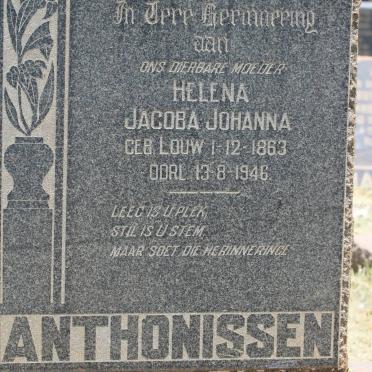 In Tere Herinnering
aan
ONS DIERBARE MOEDER
HELENA
JACOBA JOHANNA
GEB LOUW 1-12-1863
OORL 13-8-1946
LEEG IS U PLEK,
STIL IS U STEM,
MAAR SOET DIE HERINNERINGE
ANTHONISSEN